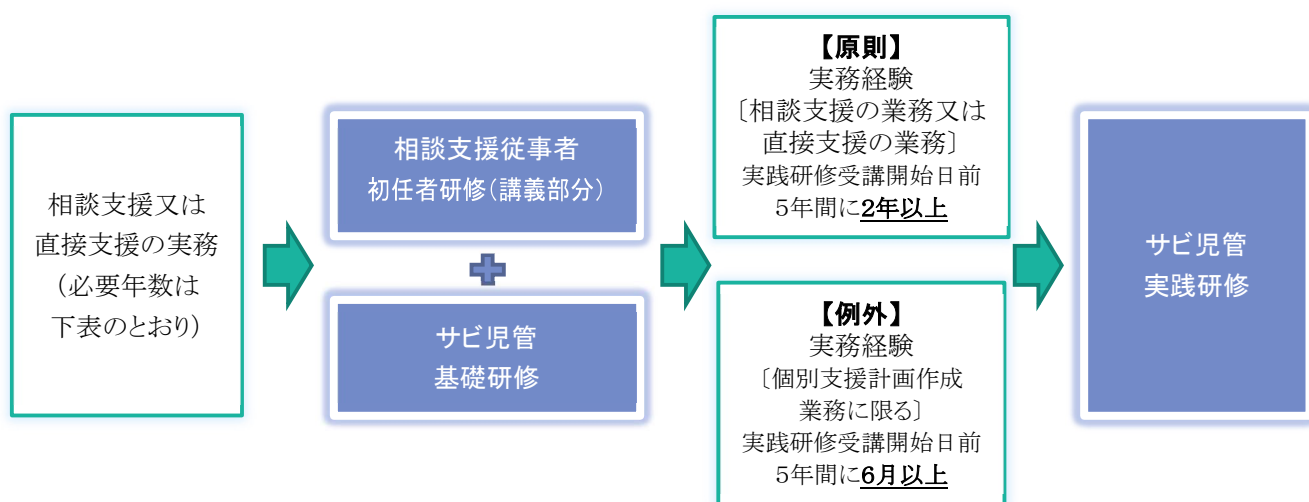 相談支援又は
直接支援の実務
(必要年数は
下表のとおり)
相談支援従事者
初任者研修(講義部分)
サビ児管
基礎研修
【原則】
実務経験
〔相談支援の業務又は
直接支援の業務〕
実践研修受講開始日前
5年間に2年以上
【例外】
実務経験
〔個別支援計画作成
業務に限る〕
実践研修受講開始日前
5年間に6月以上
サビ児管
実践研修